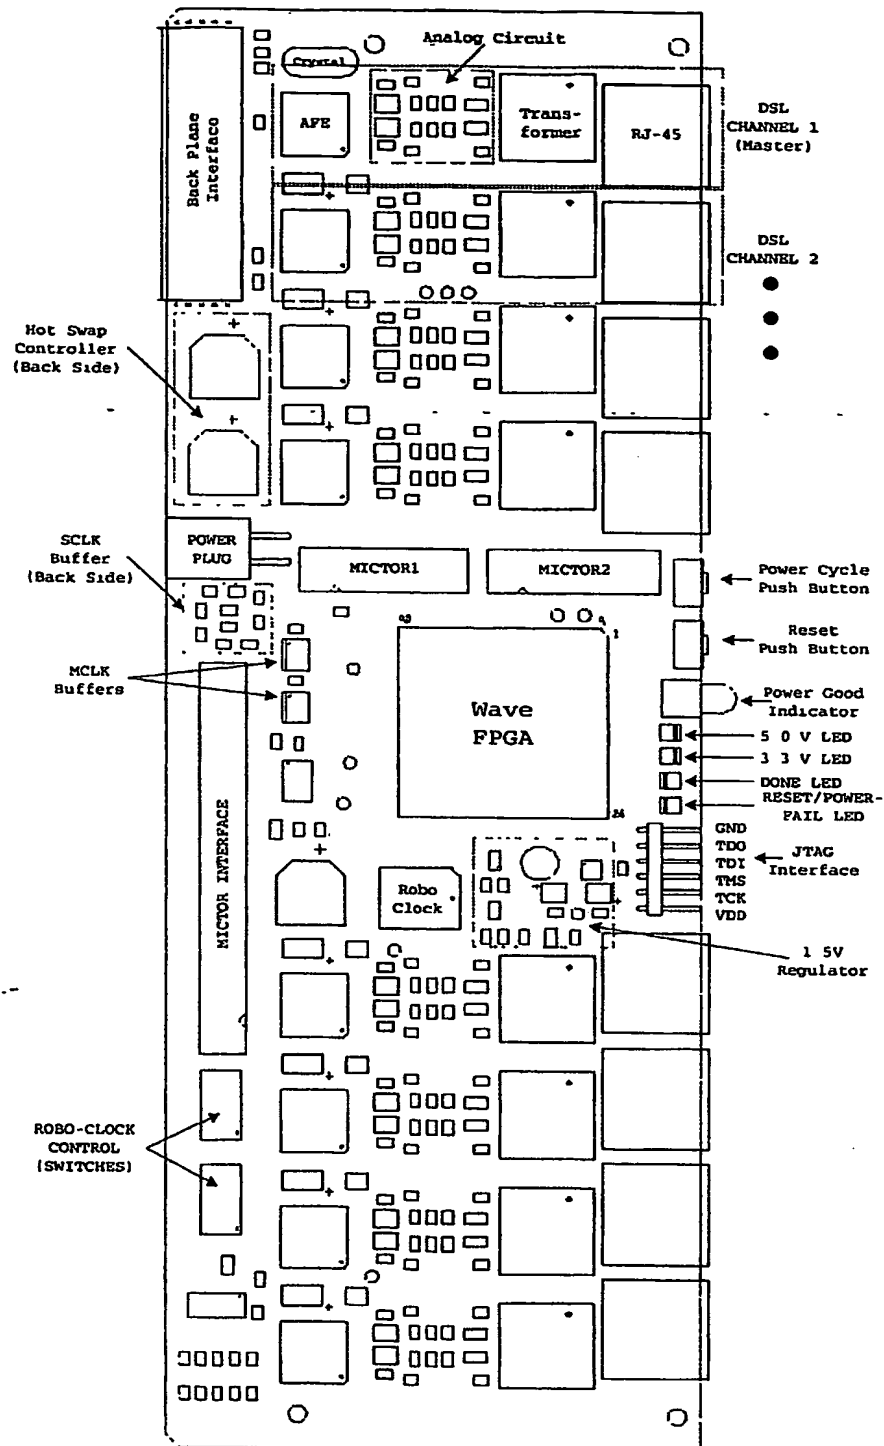 Analog Circuit
Crystal
AFE
Trans-
former
RJ-45
DSL
CHANNEL 1
(Master)
Back Plane
Interface
DSL
CHANNEL 2
Hot Swap
Controller
(Back Side)
SCLK
Buffer
(Back Side)
POWER
PLUG
MICTOR1
MICTOR2
Power Cycle
Push Button
Reset
Push Button
MCLK
Buffers
Power Good
Indicator
Wave
FPGA
1
24
5 0 V LED
3 3 V LED
DONE LED
RESET/POWER-
FAIL LED
MICTOR INTERFACE
GND
TDO
TDI
TMS
TCK
VDD
JTAG
Interface
Robo
Clock
1 5V
Regulator
ROBO-CLOCK
CONTROL
(SWITCHES)